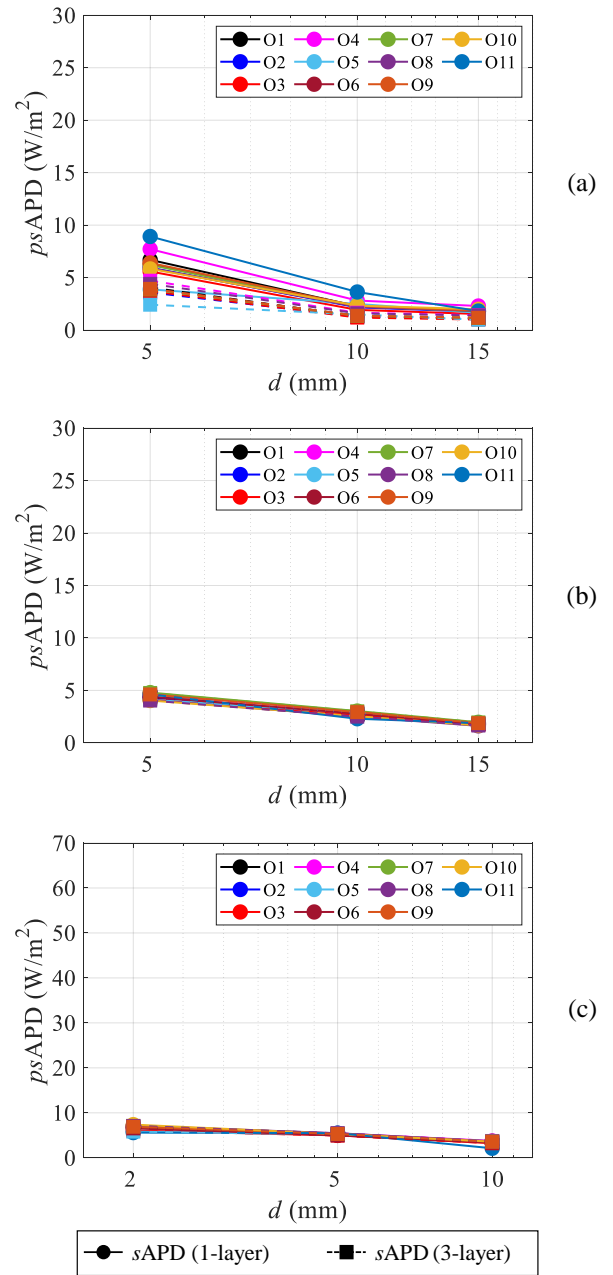 30
25
20
15
10
5
0
psAPD (W/m²)
O1 O4 O7 O10
O2 O5 O8 O11
O3 O6 O9
5 10 15
d (mm)
(a)
30
25
20
15
10
5
0
psAPD (W/m²)
O1 O4 O7 O10
O2 O5 O8 O11
O3 O6 O9
5 10 15
d (mm)
(b)
70
60
50
40
30
20
10
0
psAPD (W/m²)
O1 O4 O7 O10
O2 O5 O8 O11
O3 O6 O9
2 5 10
d (mm)
(c)
sAPD (1-layer) sAPD (3-layer)